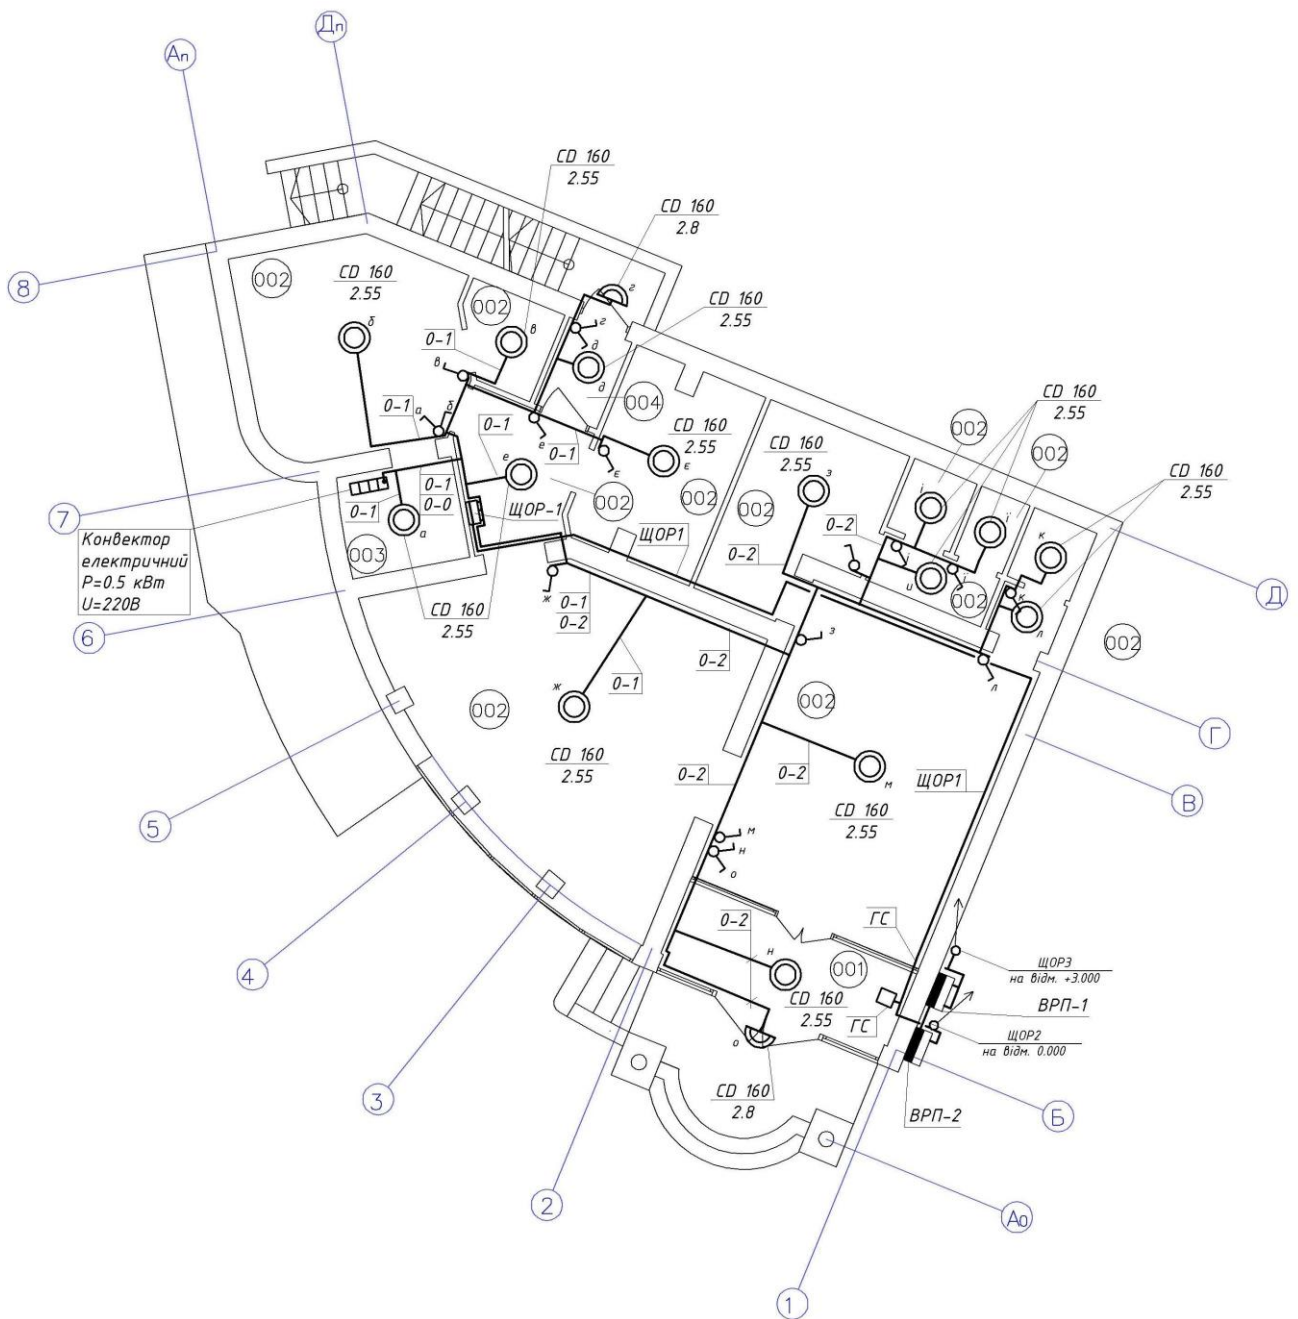 Дп
Ап
CD 160
2.55
CD 160
2.8
г
8
002
CD 160
2.55
002
CD 160
2.55
б
в
г
д
0-1
в
д
CD 160
2.55
004
002
0-1
а
б
0-1
CD 160
2.55
002
CD 160
2.55
е
е
0-1
є
є
з
CD 160
2.55
і
ї
к
7
0-1
0-1
0-0
ЩОР-1
002
002
002
0-2
Конвектор
електричний
Р=0.5 кВт
U=220В
003
а
ЩОР1
0-2
и
і
ї
002
к
л
Д
6
CD 160
2.55
ж
0-1
0-2
0-2
з
002
0-1
л
ж
002
002
Г
CD 160
2.55
0-2
0-2
м
ЩОР1
В
5
CD 160
2.55
м
н
о
4
0-2
ГС
н
001
ЩОР3
на відм. +3.000
CD 160
2.55
ГС
ВРП-1
ЩОР2
на відм. 0.000
о
3
CD 160
2.8
ВРП-2
Б
2
А0
1